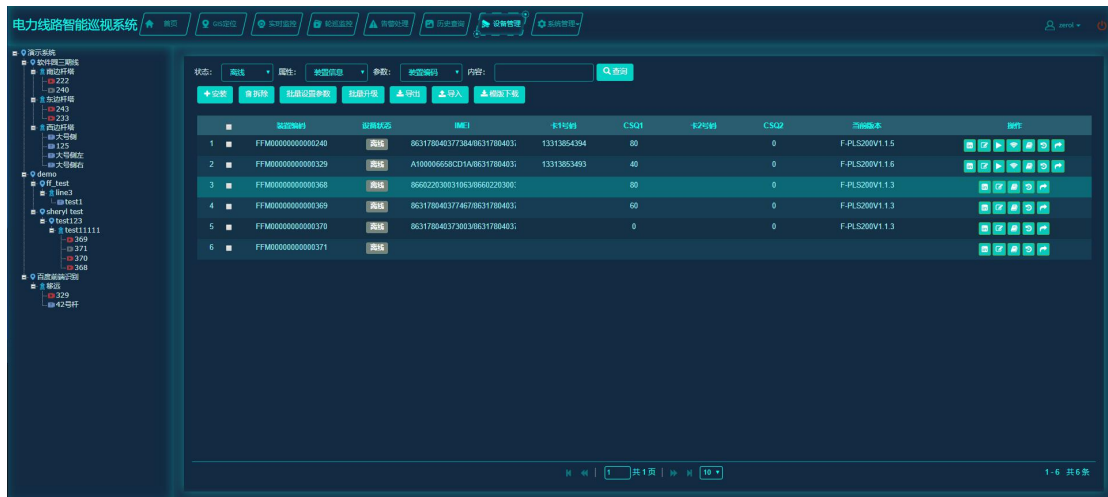 电力线路智能巡视系统 首页 GIS定位 实时监控 轮巡监控 告警处理 历史查询 设备管理 系统管理 zerol
演示系统
软件园三期线
南边杆塔
222
240
东边杆塔
243
233
西边杆塔
大号侧
125
大号侧左
大号侧右
demo
ff_test
line3
test1
sheryl test
test123
test11111
369
371
370
368
百度前端识别
移远
329
42号杆
状态: 离线 属性: 装置信息 参数: 装置编码 内容: 查询
安装 拆除 批量设置参数 批量升级 导出 导入 模版下载
装置编码 设备状态 IMEI 卡1号码 CSQ1 卡2号码 CSQ2 当前版本 操作
1 FFM00000000000240 离线 863178040377384/86317804037 13313854394 80 0 F-PLS200V1.1.5
2 FFM00000000000329 离线 A100006658CD1A/86317804037 13313853493 40 0 F-PLS200V1.1.6
3 FFM00000000000368 离线 866022030031063/86602203003 80 0 F-PLS200V1.1.3
4 FFM00000000000369 离线 863178040377467/86317804037 60 0 F-PLS200V1.1.3
5 FFM00000000000370 离线 863178040373003/86317804037 0 0 F-PLS200V1.1.3
6 FFM00000000000371 离线
1 共1页 10 1-6 共6条